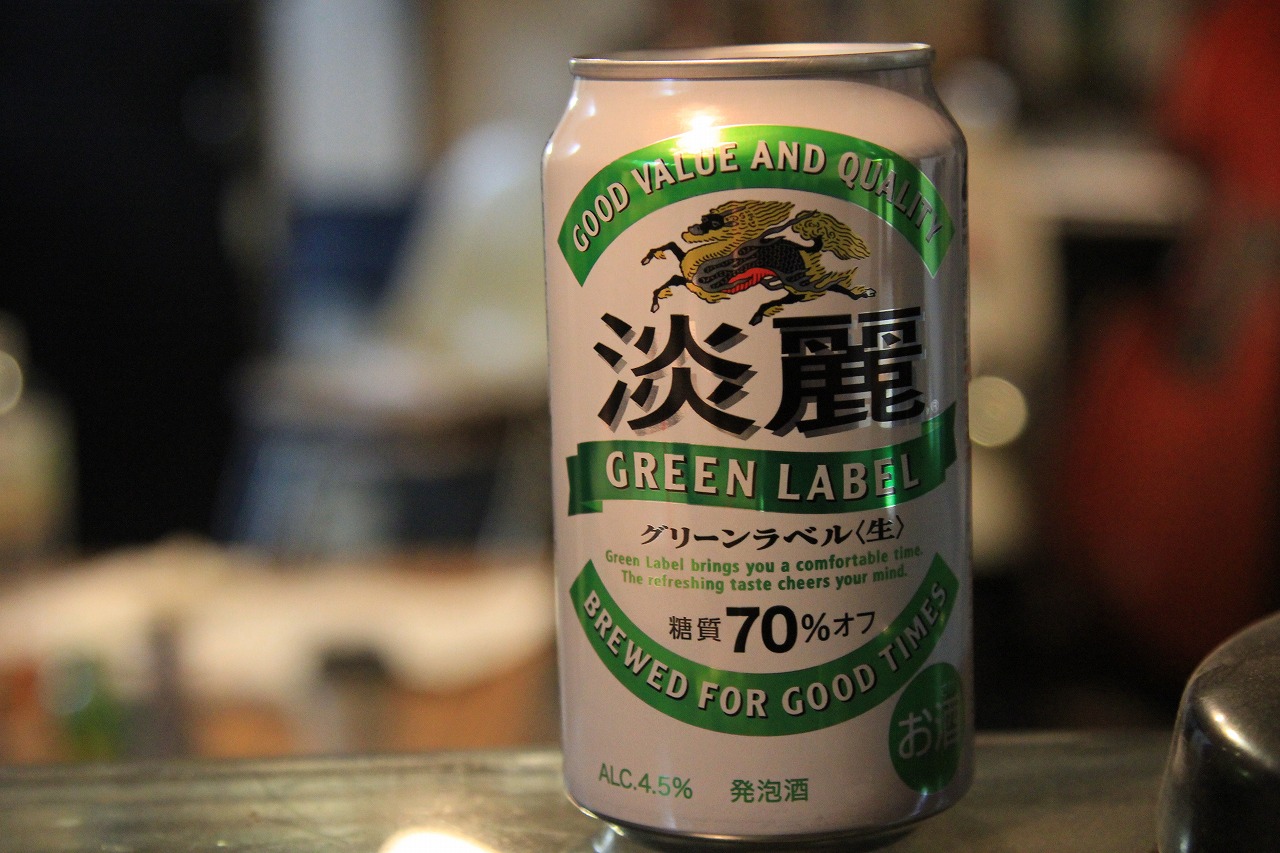 GOOD VALUE AND QUALITY
淡麗
GREEN LABEL
グリーンラベル〈生〉
Green Label brings you a comfortable time.
The refreshing taste cheers your mind.
糖質70%オフ
BREWED FOR GOOD TIMES
お酒
ALC.4.5% 発泡酒